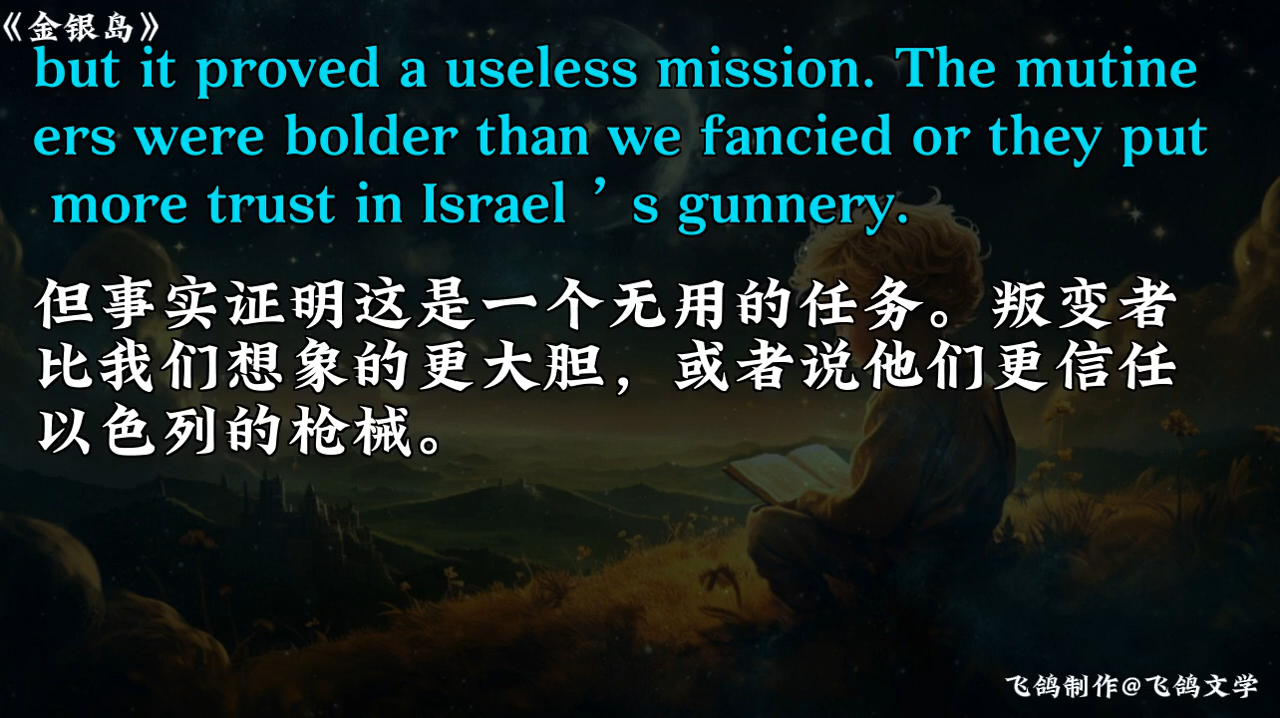 《金银岛》
but it proved a useless mission. The mutine
ers were bolder than we fancied or they put
more trust in Israel ’ s gunnery.
但事实证明这是一个无用的任务。叛变者
比我们想象的更大胆，或者说他们更信任
以色列的枪械。
飞鸽制作@飞鸽文学